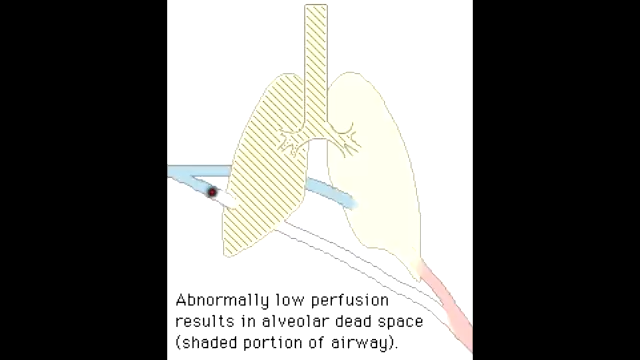 Abnormally low perfusion
results in alveolar dead space
(shaded portion of airway).